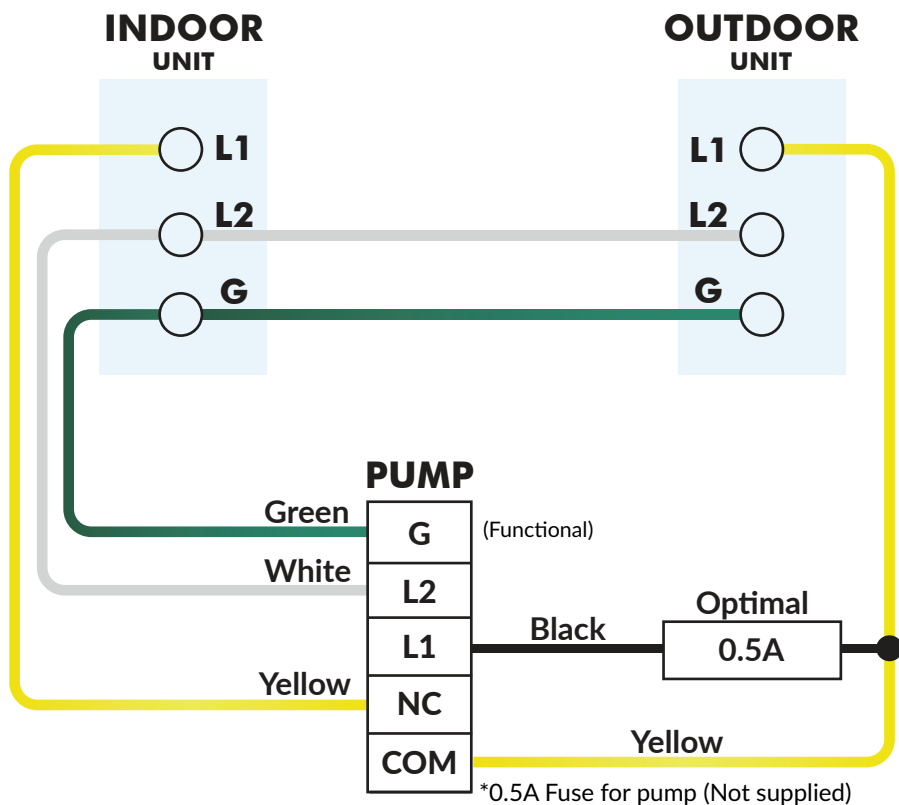 INDOOR
UNIT
OUTDOOR
UNIT
L1
L1
L2
L2
G
G
PUMP
Green
G
(Functional)
White
L2
Optimal
L1
Black
0.5A
Yellow
NC
COM
Yellow
*0.5A Fuse for pump (Not supplied)